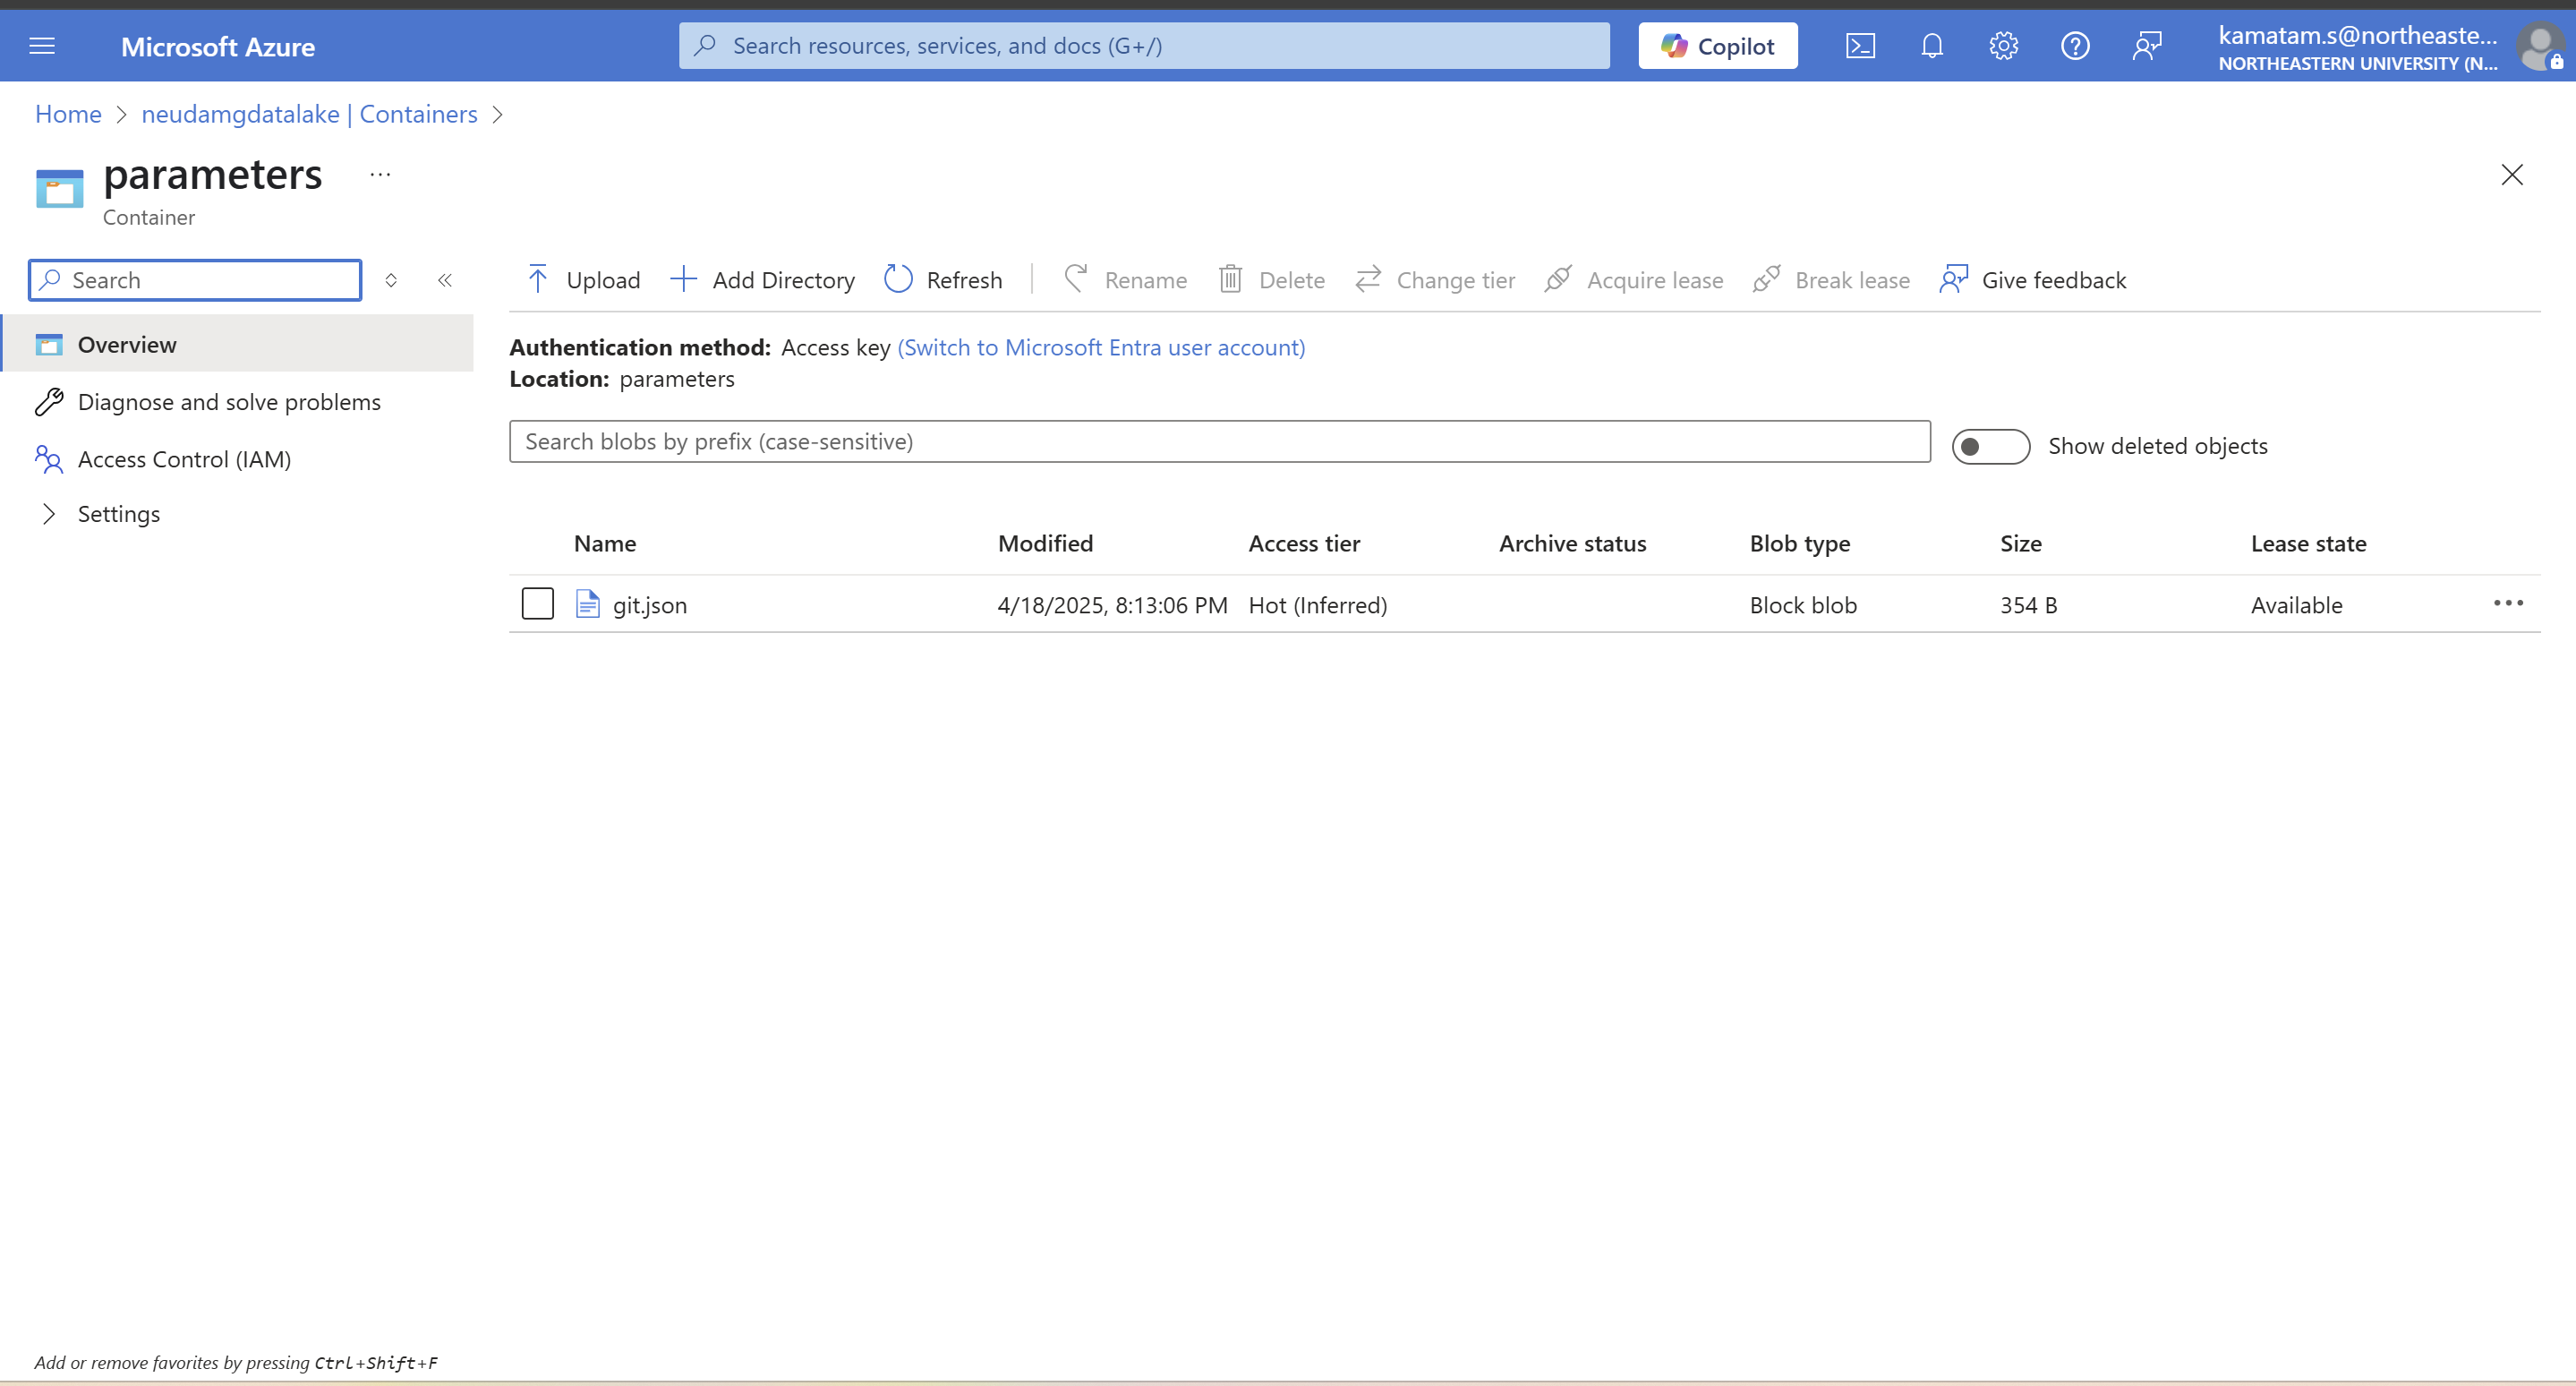 Microsoft Azure
Search resources, services, and docs (G+/)
Copilot
kamatam.s@northeaste...
NORTHEASTERN UNIVERSITY (N...
Home > neudamgdatalake | Containers >
parameters ...
Container
Search
Overview
Diagnose and solve problems
Access Control (IAM)
Settings
Upload Add Directory Refresh Rename Delete Change tier Acquire lease Break lease Give feedback
Authentication method: Access key (Switch to Microsoft Entra user account)
Location: parameters
Search blobs by prefix (case-sensitive)
Show deleted objects
Name Modified Access tier Archive status Blob type Size Lease state
git.json 4/18/2025, 8:13:06 PM Hot (Inferred) Block blob 354 B Available
Add or remove favorites by pressing Ctrl+Shift+F